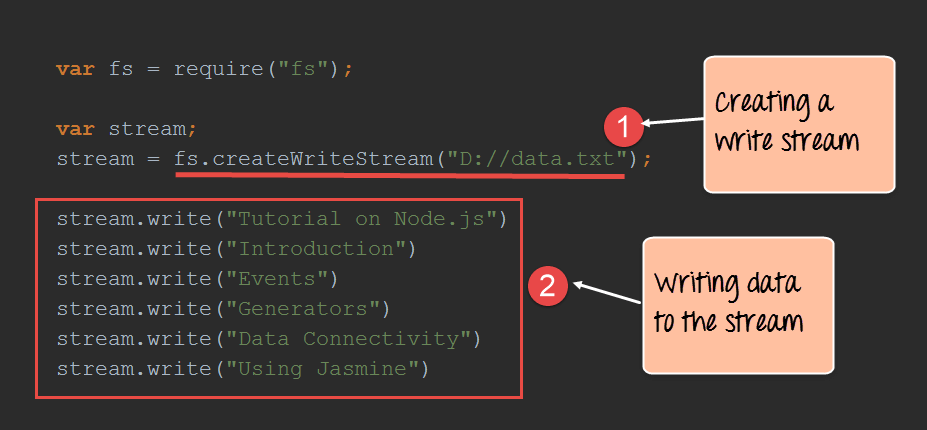 var fs = require("fs");
var stream;
stream = fs.createWriteStream("D://data.txt");
1
Creating a
write stream
stream.write("Tutorial on Node.js")
stream.write("Introduction")
stream.write("Events")
stream.write("Generators")
stream.write("Data Connectivity")
stream.write("Using Jasmine")
2
Writing data
to the stream